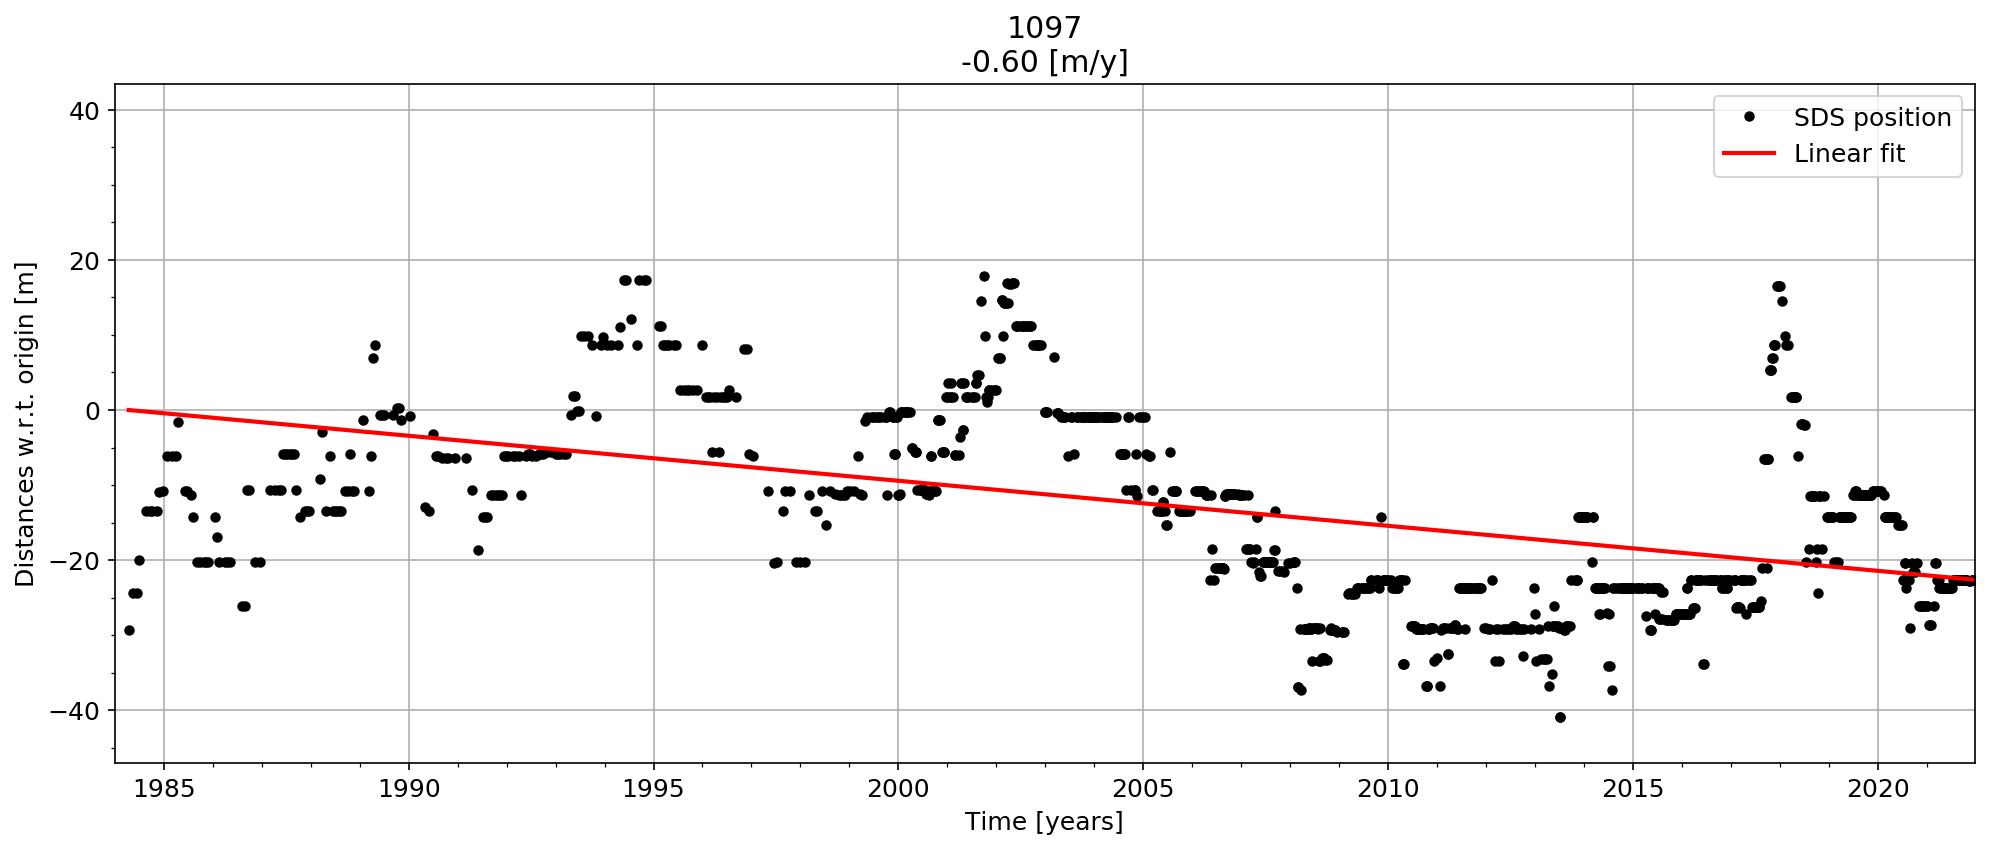 1097
-0.60 [m/y]
Distances w.r.t. origin [m]
40
20
0
−20
−40
SDS position
Linear fit
1985
1990
1995
2000
2005
2010
2015
2020
Time [years]